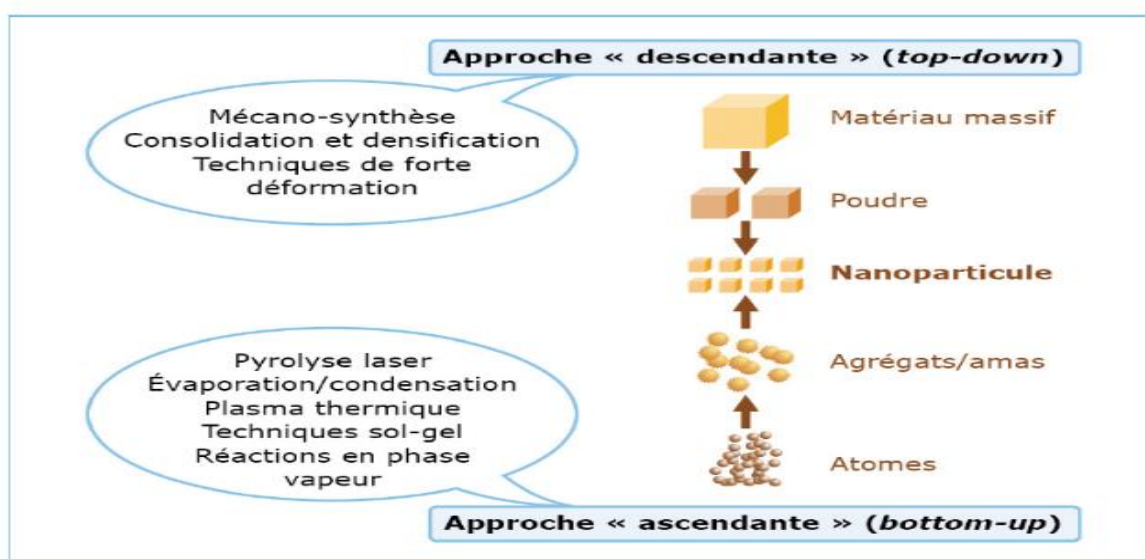 Approche « descendante » (top-down)
Mécano-synthèse
Consolidation et densification
Techniques de forte
déformation
Matériau massif
Poudre
Nanoparticule
Agrégats/amas
Atomes
Pyrolyse laser
Évaporation/condensation
Plasma thermique
Techniques sol-gel
Réactions en phase
vapeur
Approche « ascendante » (bottom-up)